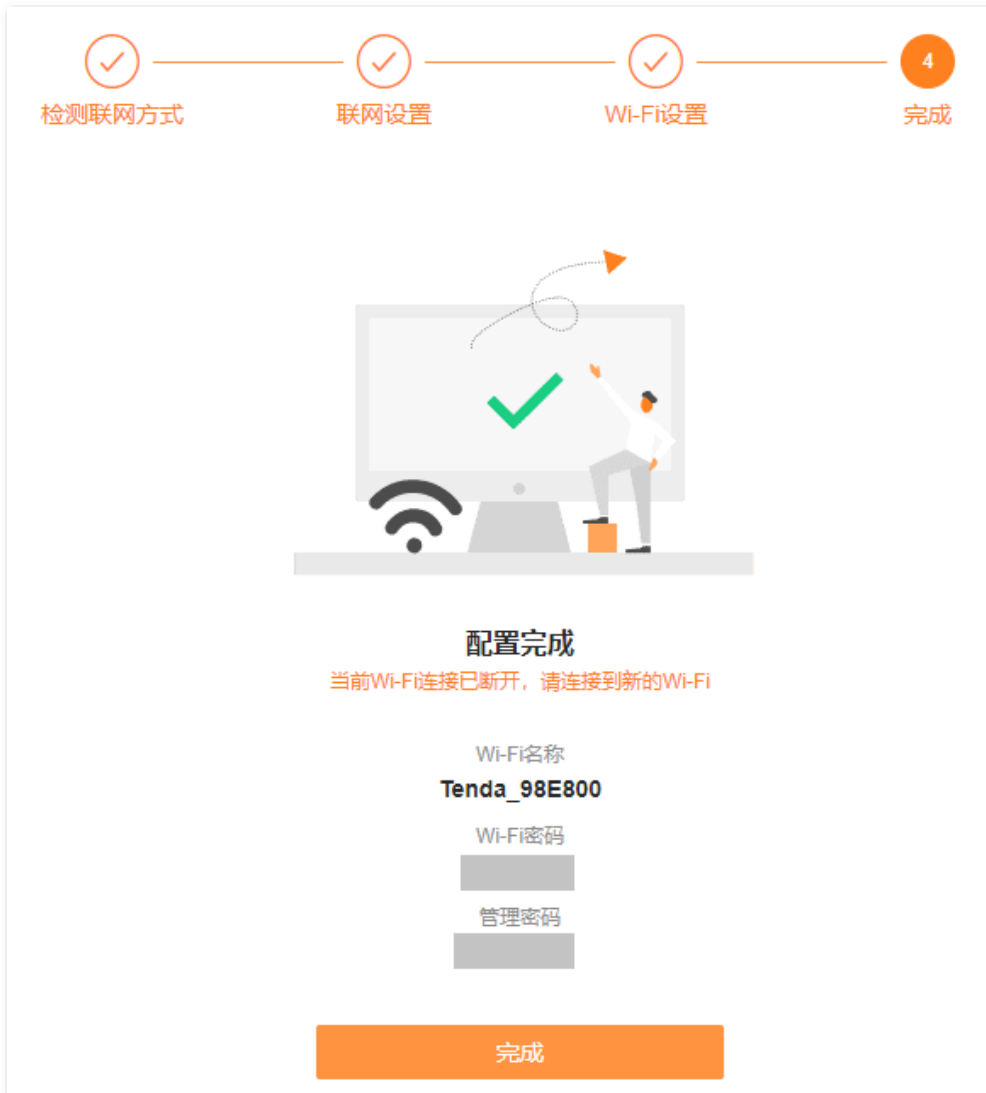 4
检测联网方式
联网设置
Wi-Fi设置
完成
配置完成
当前Wi-Fi连接已断开，请连接到新的Wi-Fi
Wi-Fi名称
Tenda_98E800
Wi-Fi密码
管理密码
完成